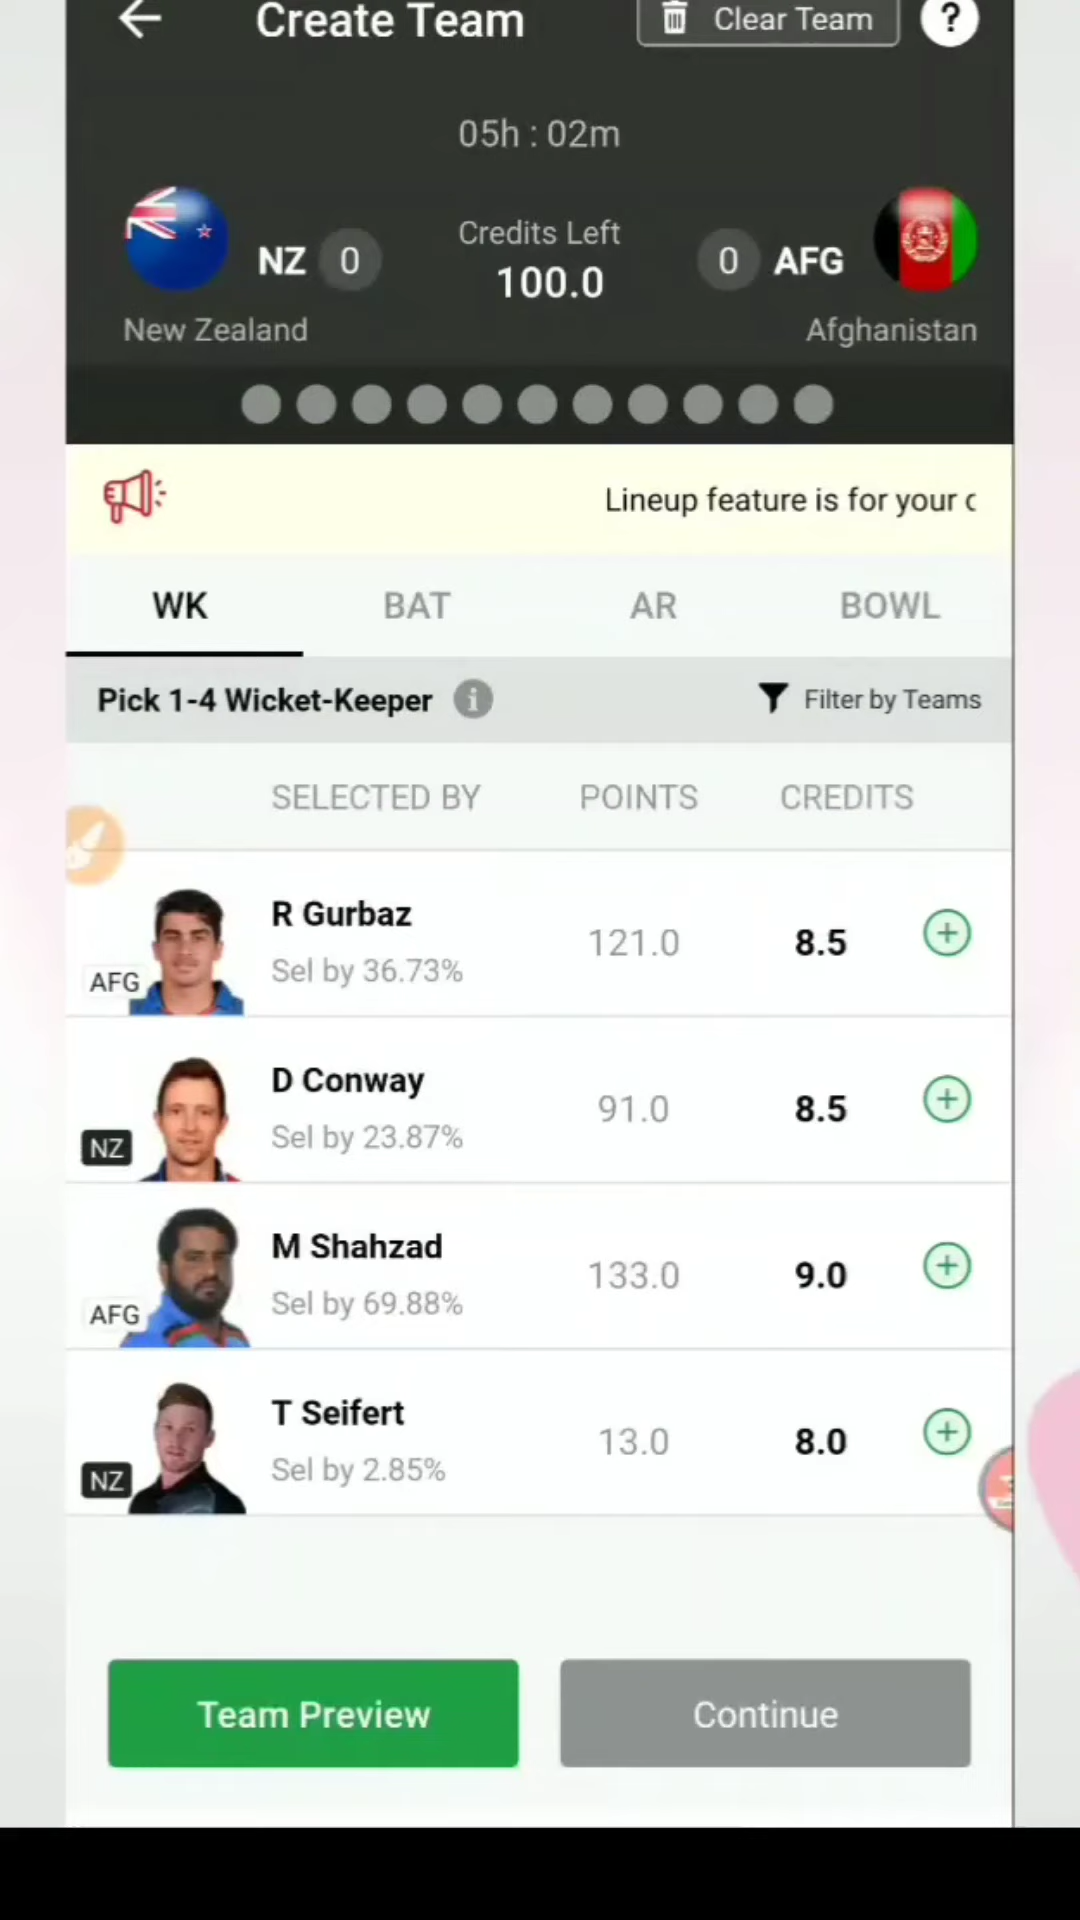 Create Team
Clear Team
?
05h : 02m
NZ 0
Credits Left
100.0
0 AFG
New Zealand
Afghanistan
Lineup feature is for your c
WK BAT AR BOWL
Pick 1-4 Wicket-Keeper
Filter by Teams
SELECTED BY POINTS CREDITS
R Gurbaz
AFG
Sel by 36.73%
121.0
8.5
D Conway
NZ
Sel by 23.87%
91.0
8.5
M Shahzad
AFG
Sel by 69.88%
133.0
9.0
T Seifert
NZ
Sel by 2.85%
13.0
8.0
Team Preview
Continue